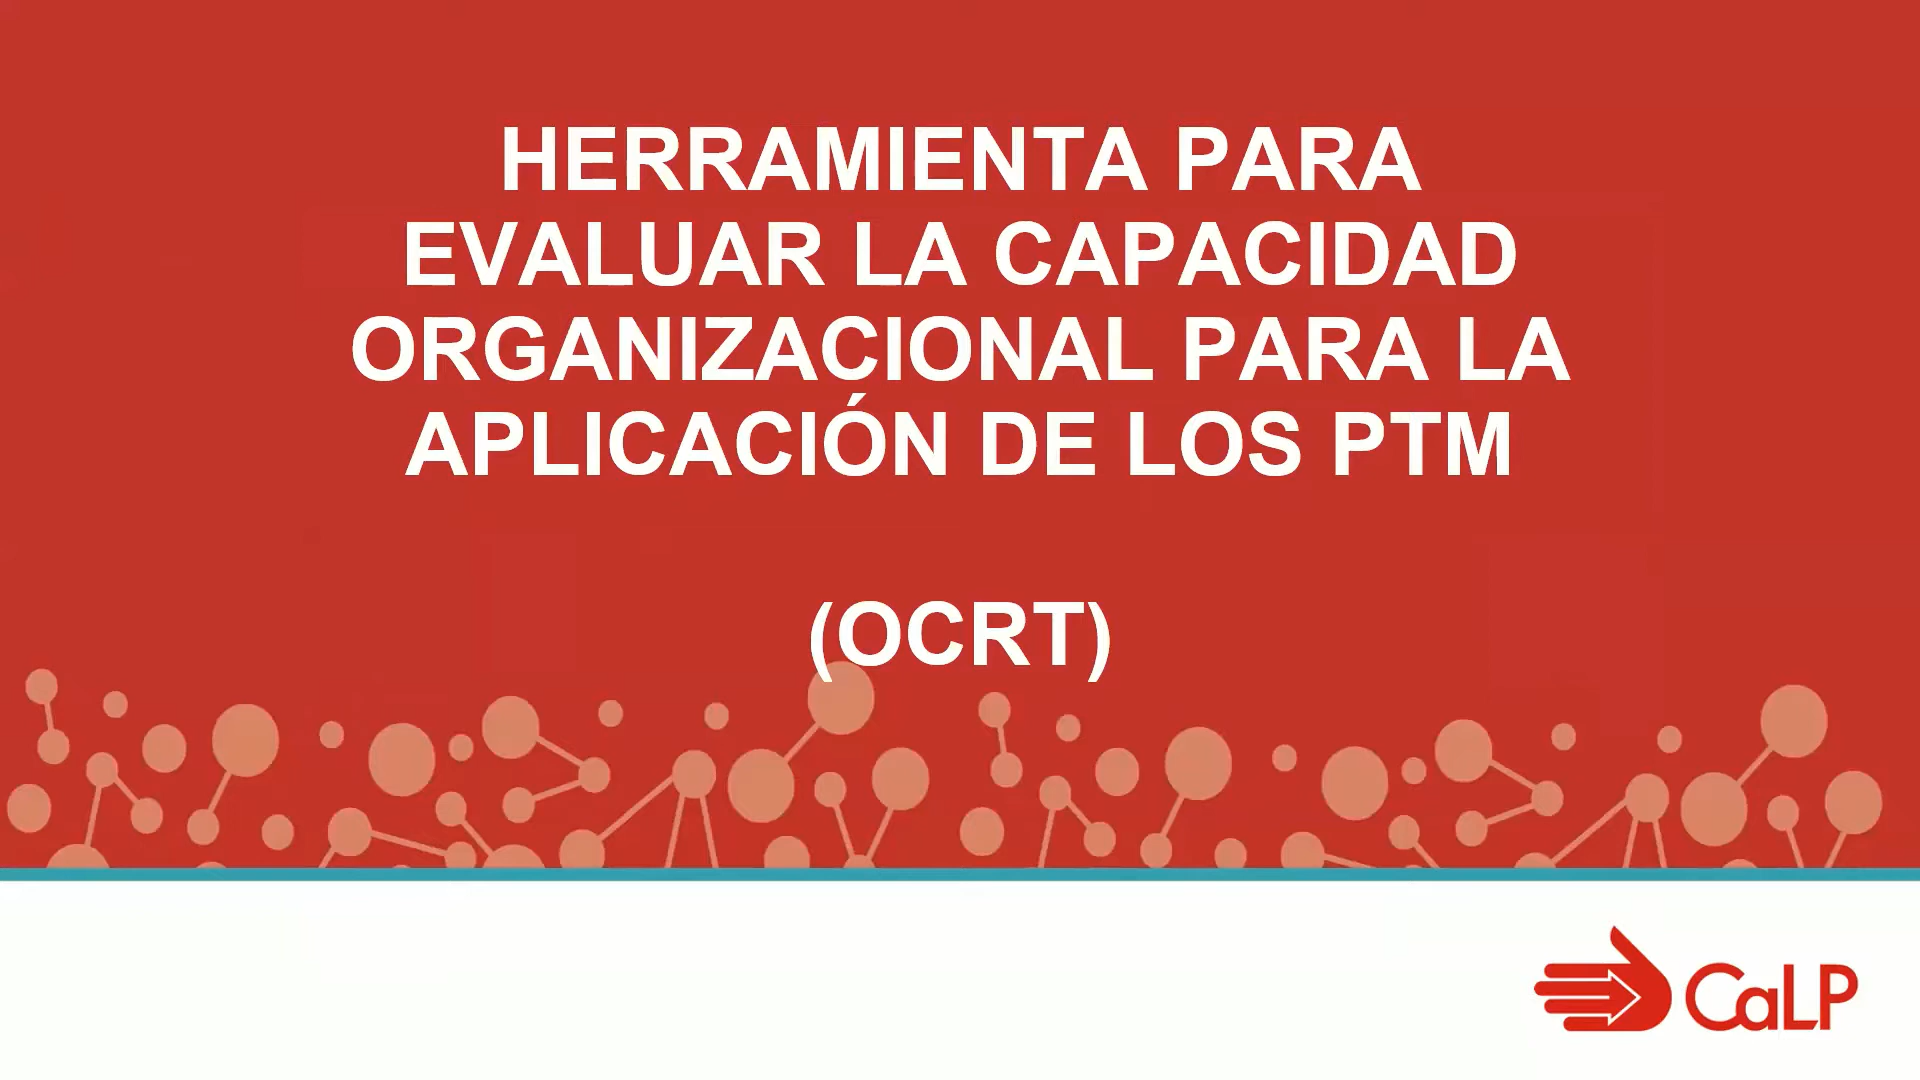 HERRAMIENTA PARA
EVALUAR LA CAPACIDAD
ORGANIZACIONAL PARA LA
APLICACIÓN DE LOS PTM
(OCRT)
CaLP